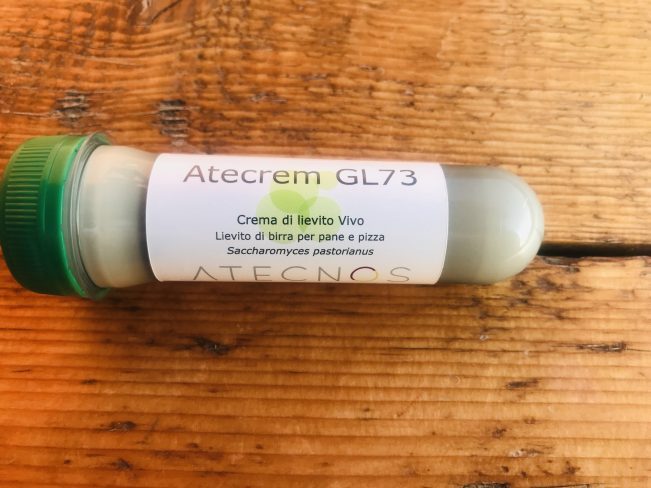 Atecrem GL73
Crema di lievito Vivo
Lievito di birra per pane e pizza
Saccharomyces pastorianus
ATECNOS